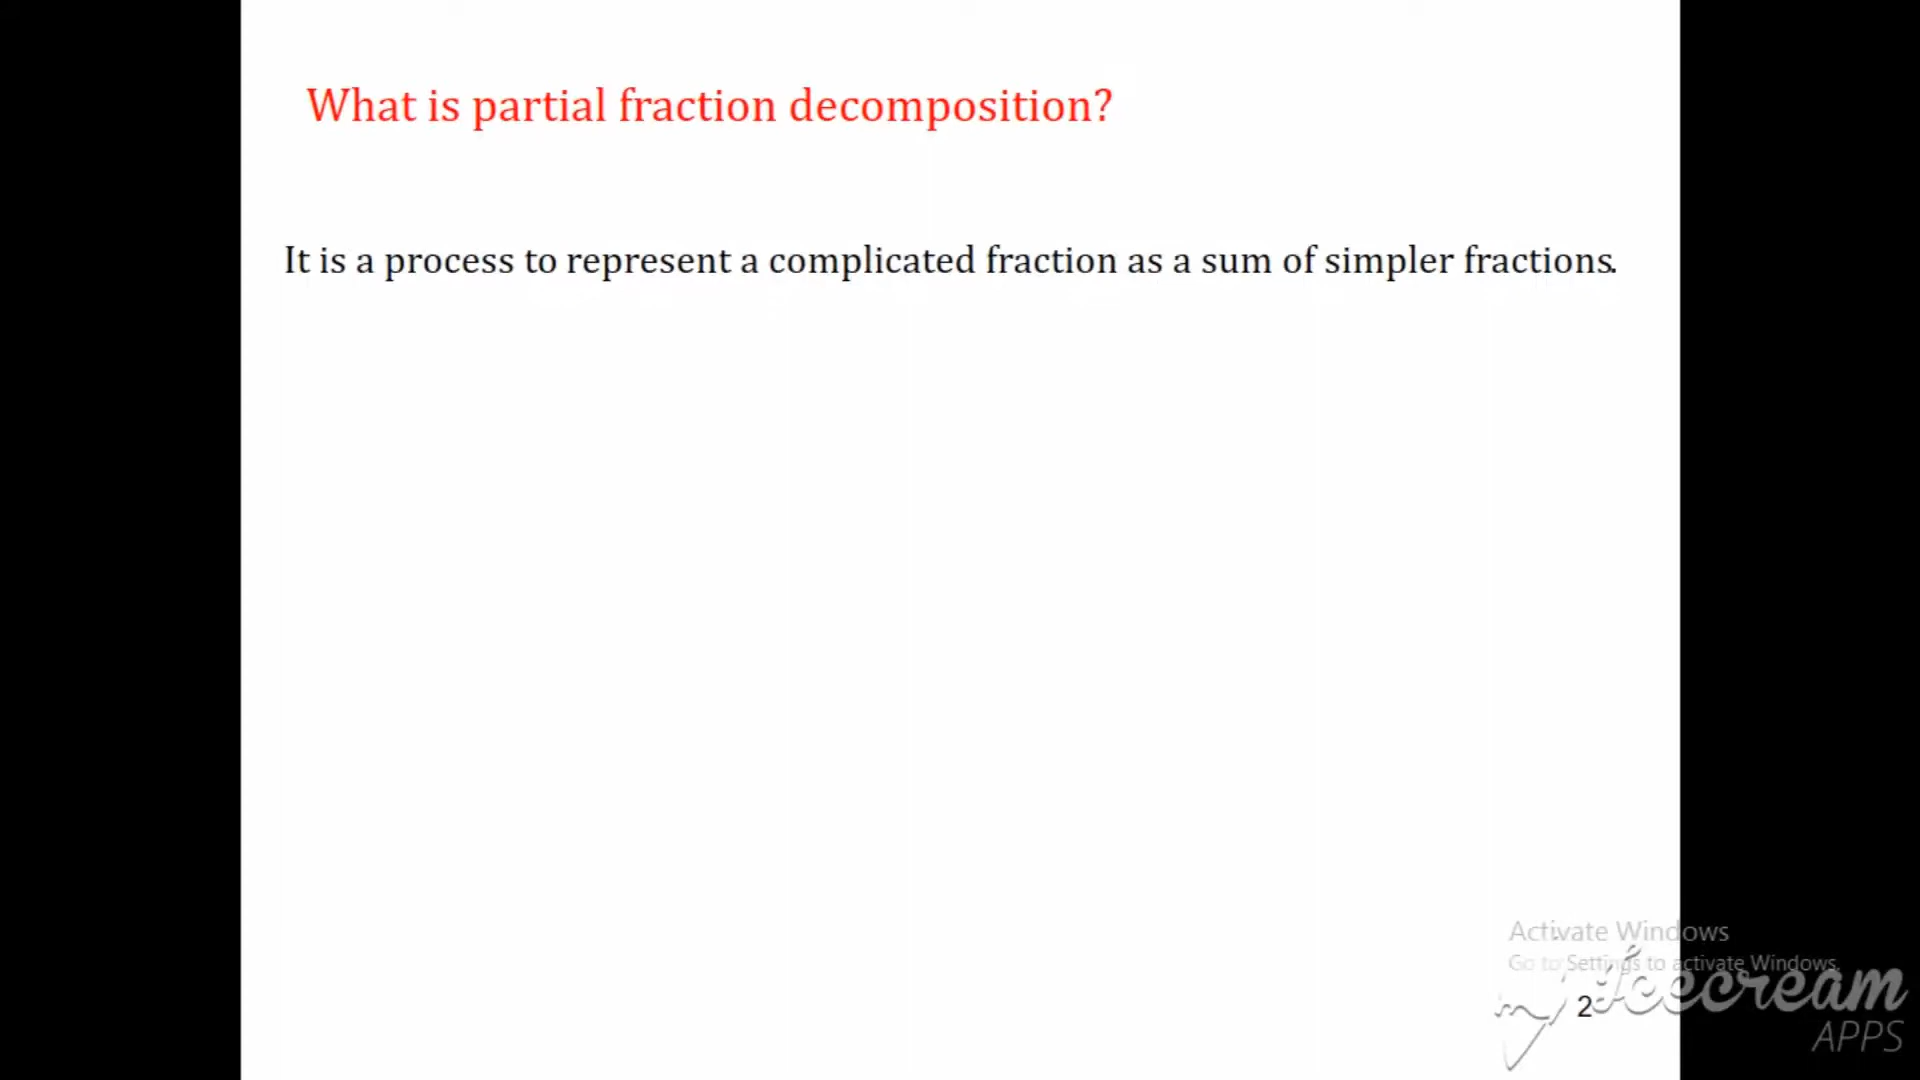 What is partial fraction decomposition?
It is a process to represent a complicated fraction as a sum of simpler fractions.
Activate Windows
Go to Settings to activate Windows.
2
Icecream
APPS